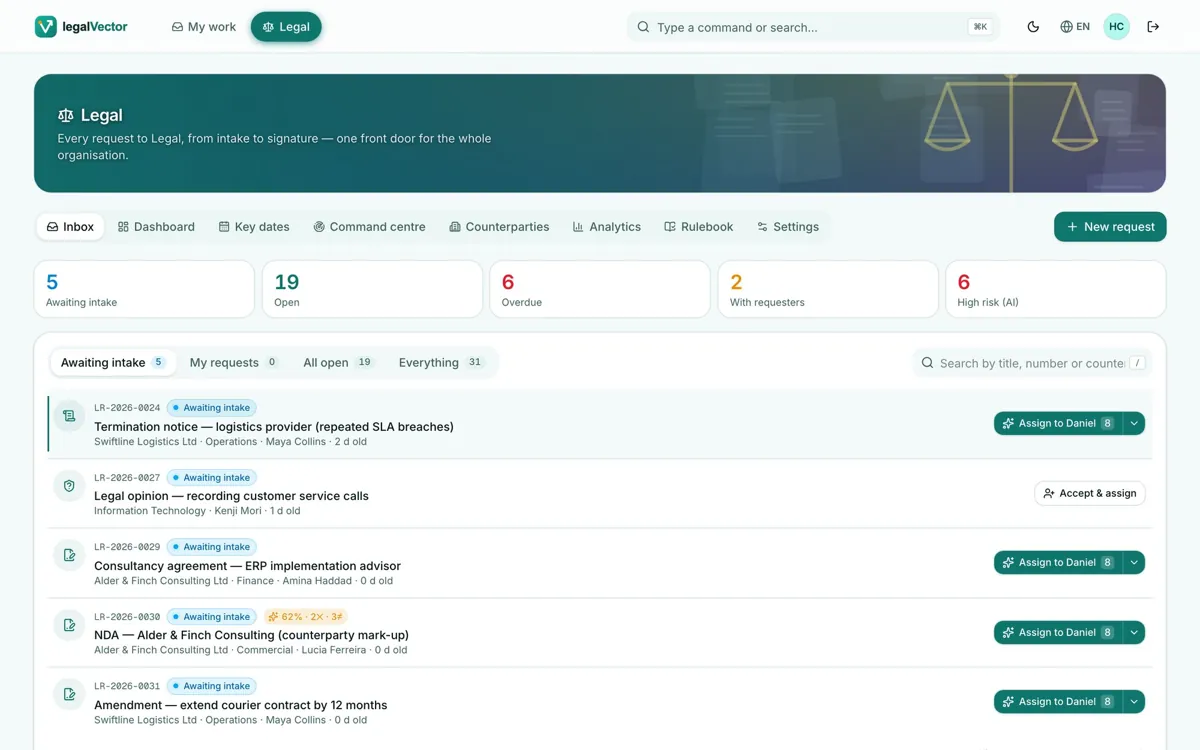 legalVector
My work
Legal
Type a command or search...
⌘K
EN
HC
Legal
Every request to Legal, from intake to signature — one front door for the whole
organisation.
Inbox
Dashboard
Key dates
Command centre
Counterparties
Analytics
Rulebook
Settings
+ New request
5
Awaiting intake
19
Open
6
Overdue
2
With requesters
6
High risk (AI)
Awaiting intake 5
My requests 0
All open 19
Everything 31
Search by title, number or counte
/
LR-2026-0024 Awaiting intake
Termination notice — logistics provider (repeated SLA breaches)
Swiftline Logistics Ltd · Operations · Maya Collins · 2 d old
Assign to Daniel 8
LR-2026-0027 Awaiting intake
Legal opinion — recording customer service calls
Information Technology · Kenji Mori · 1 d old
Accept & assign
LR-2026-0029 Awaiting intake
Consultancy agreement — ERP implementation advisor
Alder & Finch Consulting Ltd · Finance · Amina Haddad · 0 d old
Assign to Daniel 8
LR-2026-0030 Awaiting intake 62% · 2✕ · 3≠
NDA — Alder & Finch Consulting (counterparty mark-up)
Alder & Finch Consulting Ltd · Commercial · Lucia Ferreira · 0 d old
Assign to Daniel 8
LR-2026-0031 Awaiting intake
Amendment — extend courier contract by 12 months
Swiftline Logistics Ltd · Operations · Maya Collins · 0 d old
Assign to Daniel 8